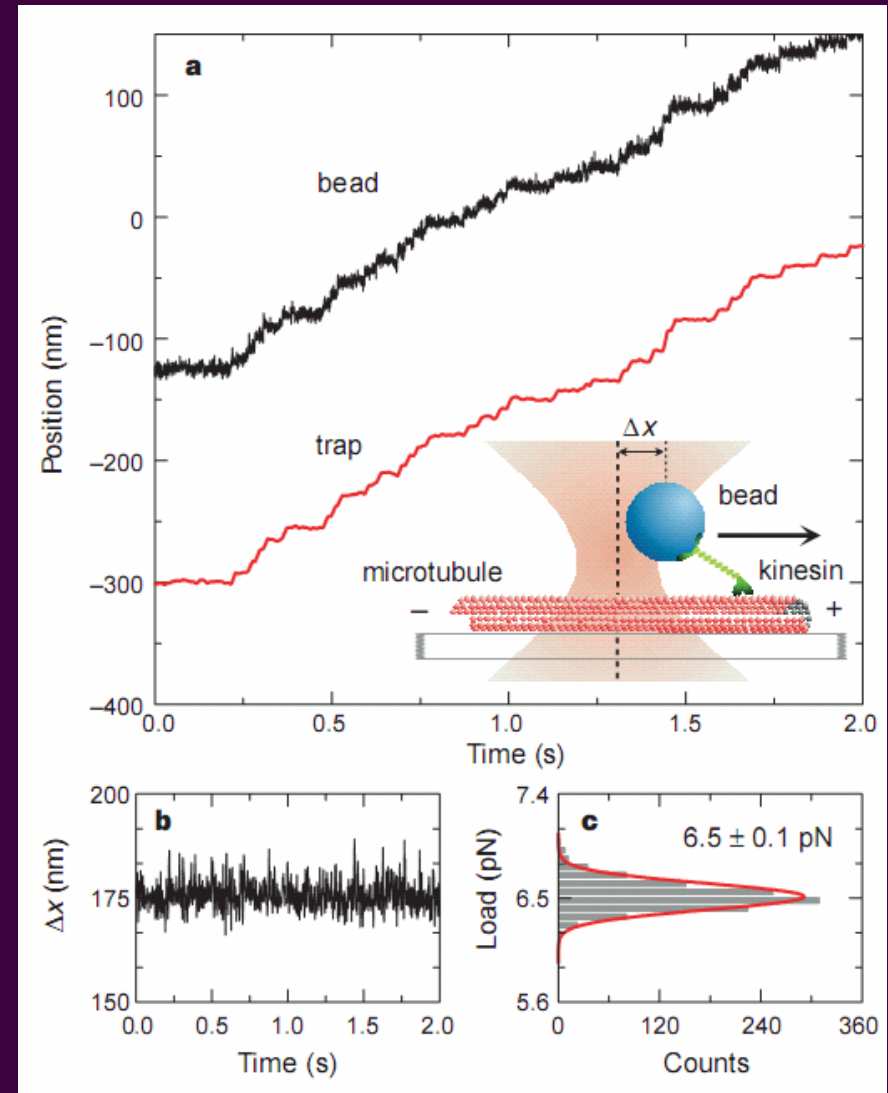 a
100
0
–100
–200
–300
–400
Position (nm)
bead
trap
Δx
bead
microtubule
kinesin
– +
0.0 0.5 1.0 1.5 2.0
Time (s)
b
200
175
150
Δx (nm)
0.0 0.5 1.0 1.5 2.0
Time (s)
c
6.5 ± 0.1 pN
7.4
6.5
5.6
Load (pN)
0 120 240 360
Counts